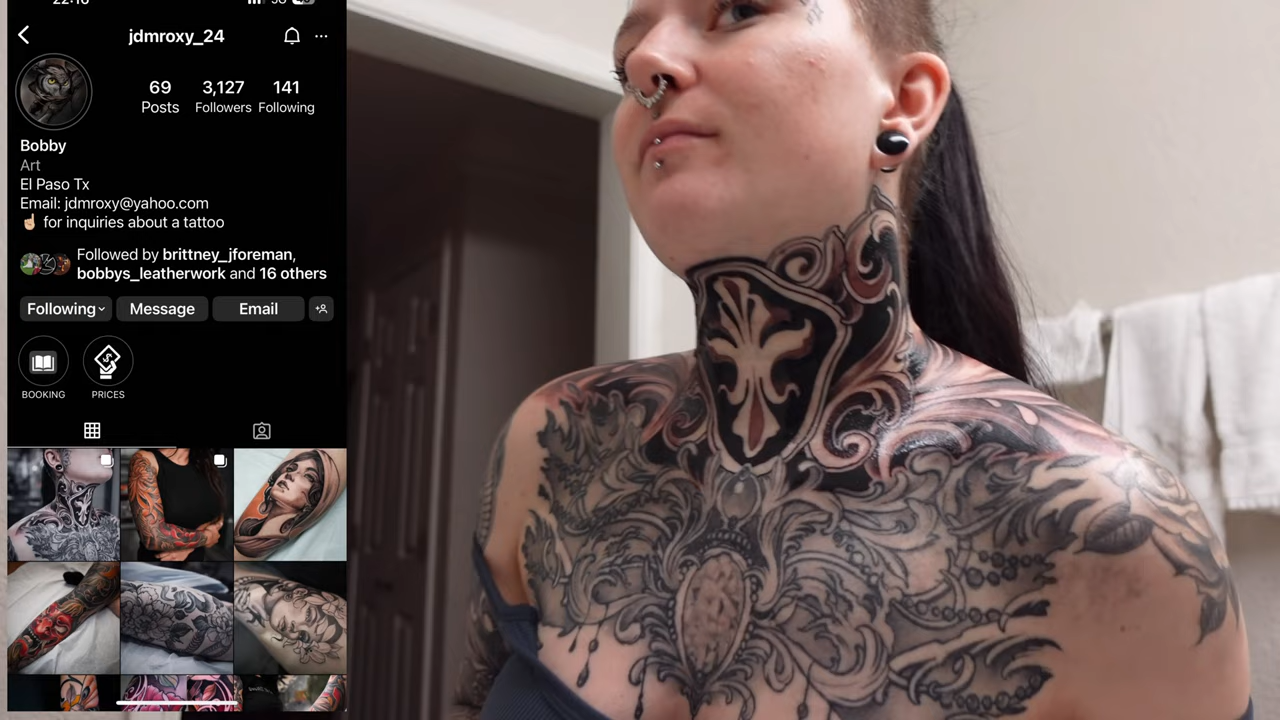 jdmroxy_24
69
3,127
141
Posts
Followers
Following
Bobby
Art
El Paso Tx
Email: jdmroxy@yahoo.com
☝🏼 for inquiries about a tattoo
Followed by brittney_jforeman,
bobbys_leatherwork and 16 others
Following
Message
Email
BOOKING
PRICES